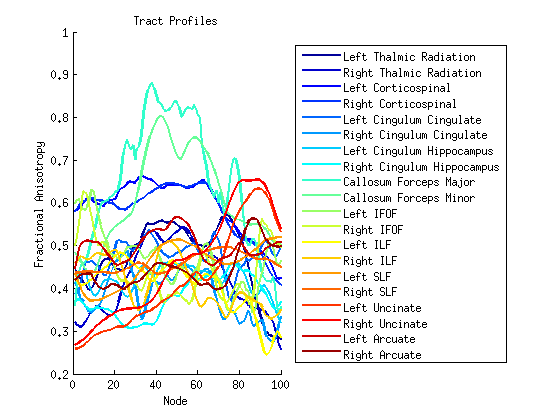 Tract Profiles
1
0.9
0.8
0.7
0.6
0.5
0.4
0.3
0.2
0 20 40 60 80 100
Node
Fractional Anisotropy
Left Thalmic Radiation
Right Thalmic Radiation
Left Corticospinal
Right Corticospinal
Left Cingulum Cingulate
Right Cingulum Cingulate
Left Cingulum Hippocampus
Right Cingulum Hippocampus
Callosum Forceps Major
Callosum Forceps Minor
Left IFOF
Right IFOF
Left ILF
Right ILF
Left SLF
Right SLF
Left Uncinate
Right Uncinate
Left Arcuate
Right Arcuate